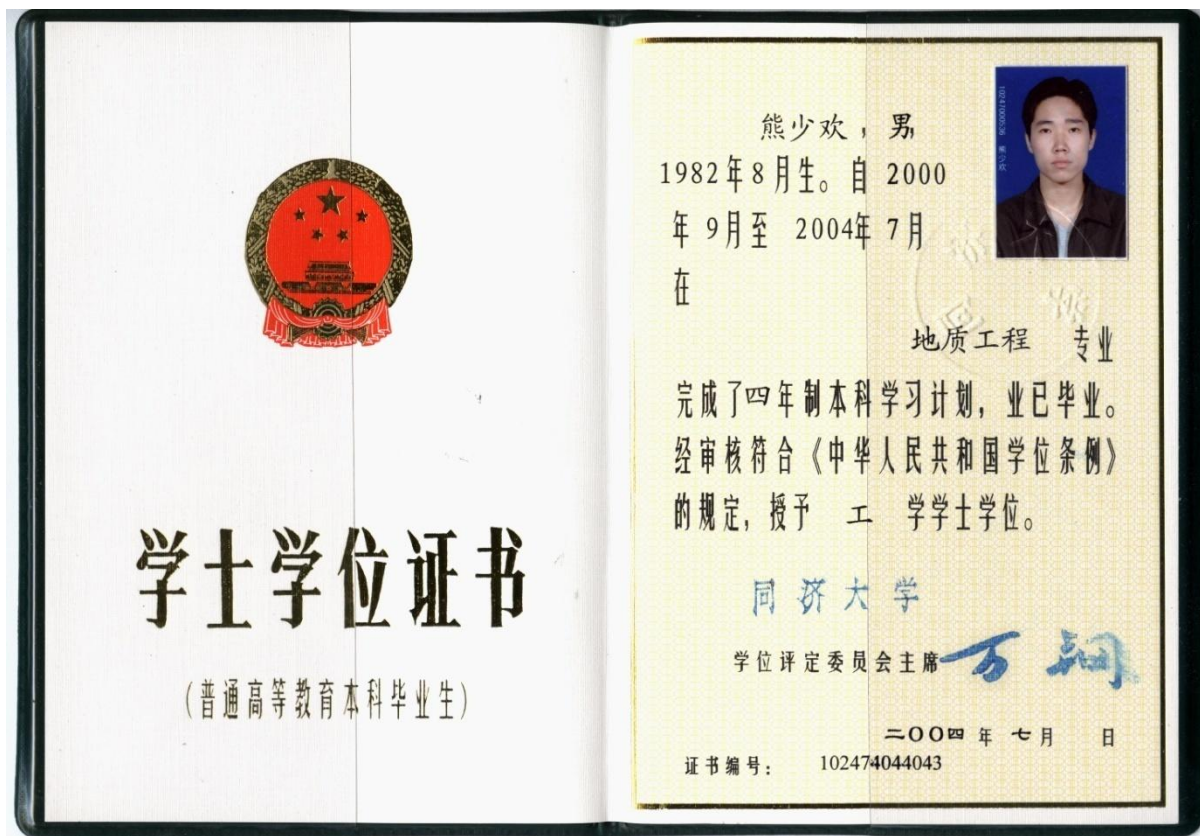 学士学位证书
(普通高等教育本科毕业生)
102470000536 熊少欢
熊少欢,男,
1982年8月生。自 2000
年 9月至 2004年 7月
在
地质工程 专业
完成了四年制本科学习计划,业已毕业。
经审核符合《中华人民共和国学位条例》
的规定,授予 工 学学士学位。
同济大学
学位评定委员会主席 万钢
二〇〇四年 七月 日
证书编号: 102474044043